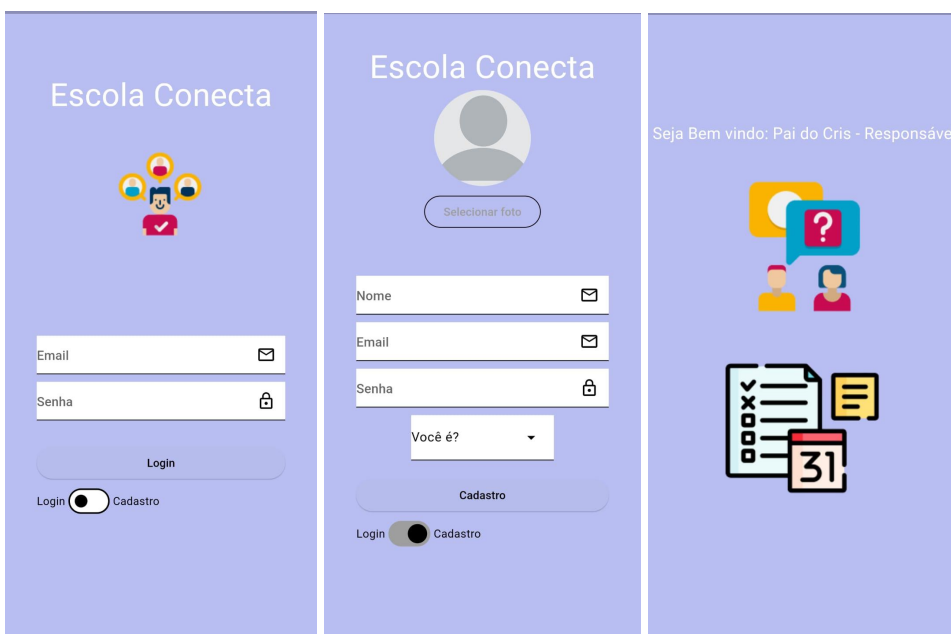 Escola Conecta
Email
Senha
Login
Login Cadastro
Escola Conecta
Selecionar foto
Nome
Email
Senha
Você é?
Cadastro
Login Cadastro
Seja Bem vindo: Pai do Cris - Responsáve
?
31